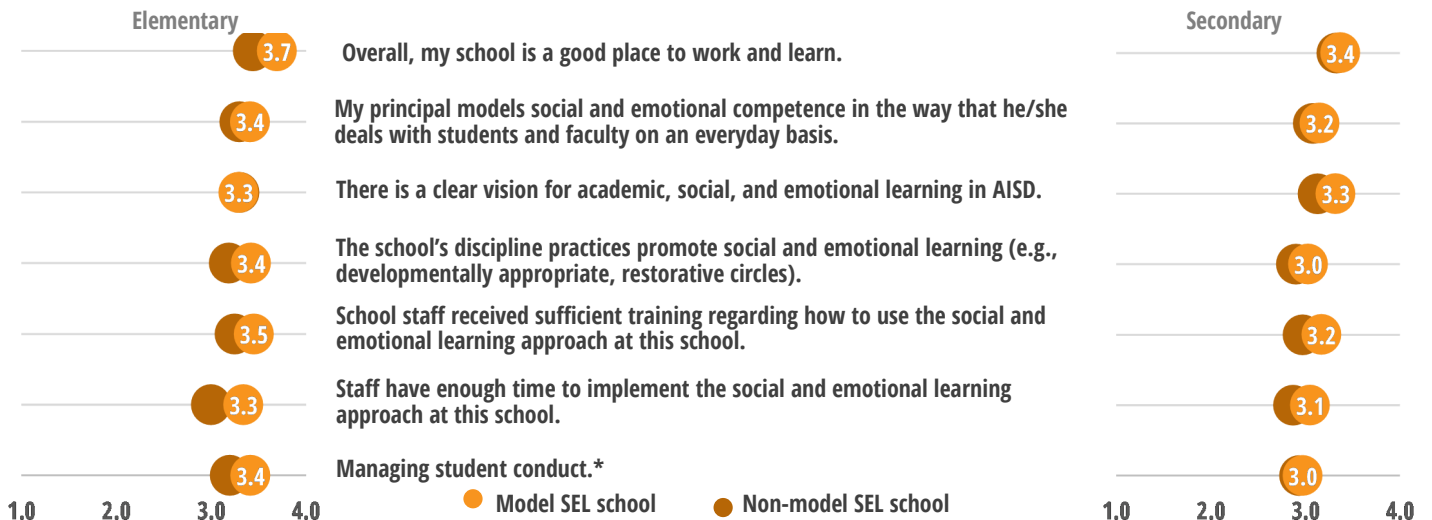 Elementary
Secondary
3.7
Overall, my school is a good place to work and learn.
3.4
3.4
My principal models social and emotional competence in the way that he/she
deals with students and faculty on an everyday basis.
3.2
3.3
There is a clear vision for academic, social, and emotional learning in AISD.
3.3
3.4
The school's discipline practices promote social and emotional learning (e.g.,
developmentally appropriate, restorative circles).
3.0
3.5
School staff received sufficient training regarding how to use the social and
emotional learning approach at this school.
3.2
3.3
Staff have enough time to implement the social and emotional learning
approach at this school.
3.1
3.4
Managing student conduct.*
3.0
1.0 2.0 3.0 4.0
Model SEL school
Non-model SEL school
1.0 2.0 3.0 4.0